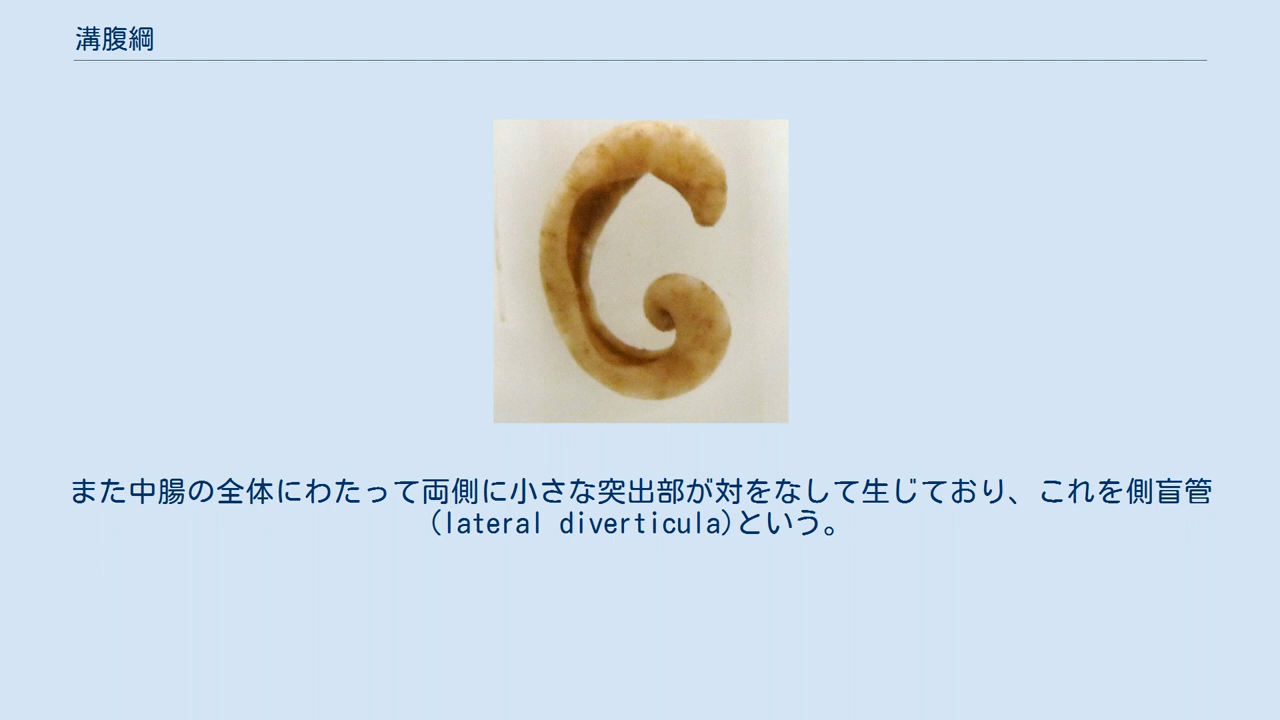 溝腹綱
また中腸の全体にわたって両側に小さな突出部が対をなして生じており、これを側盲管
(lateral diverticula)という。